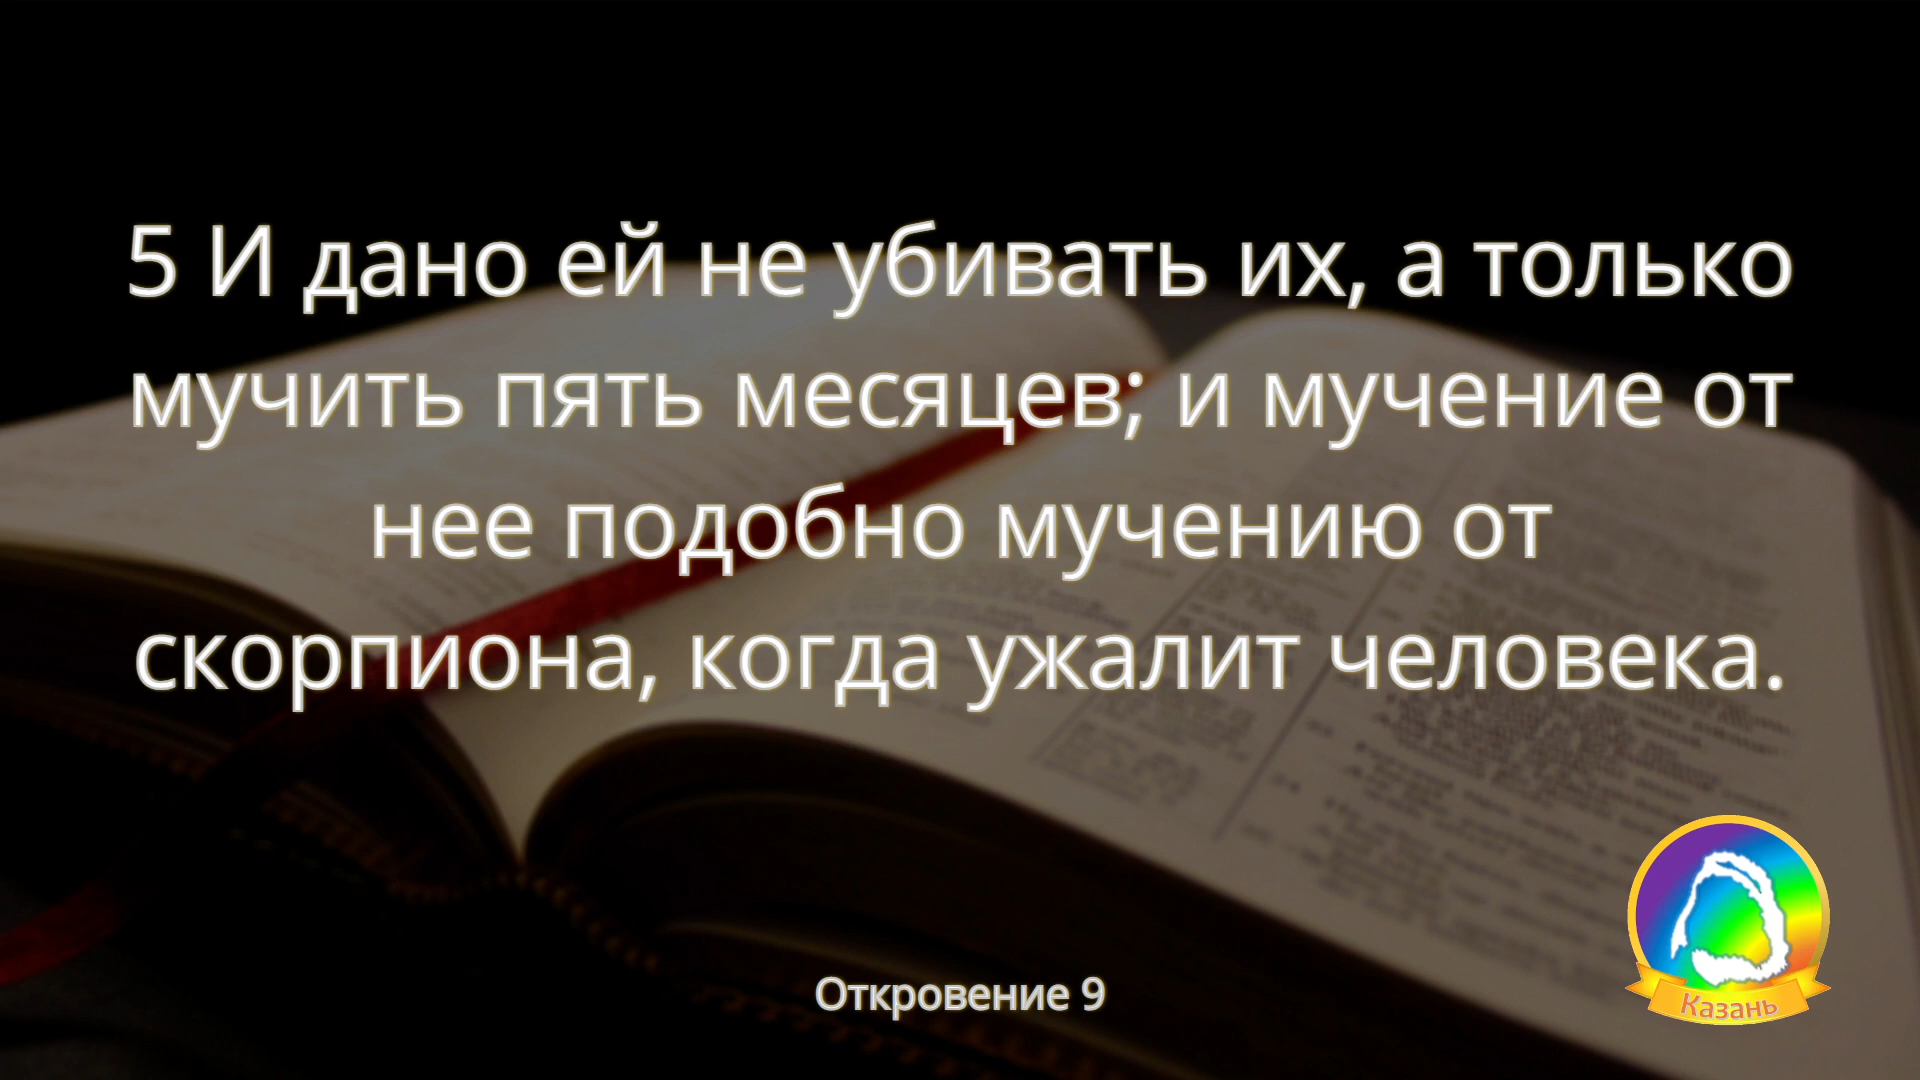 5 И дано ей не убивать их, а только
мучить пять месяцев; и мучение от
нее подобно мучению от
скорпиона, когда ужалит человека.
Откровение 9
Казань